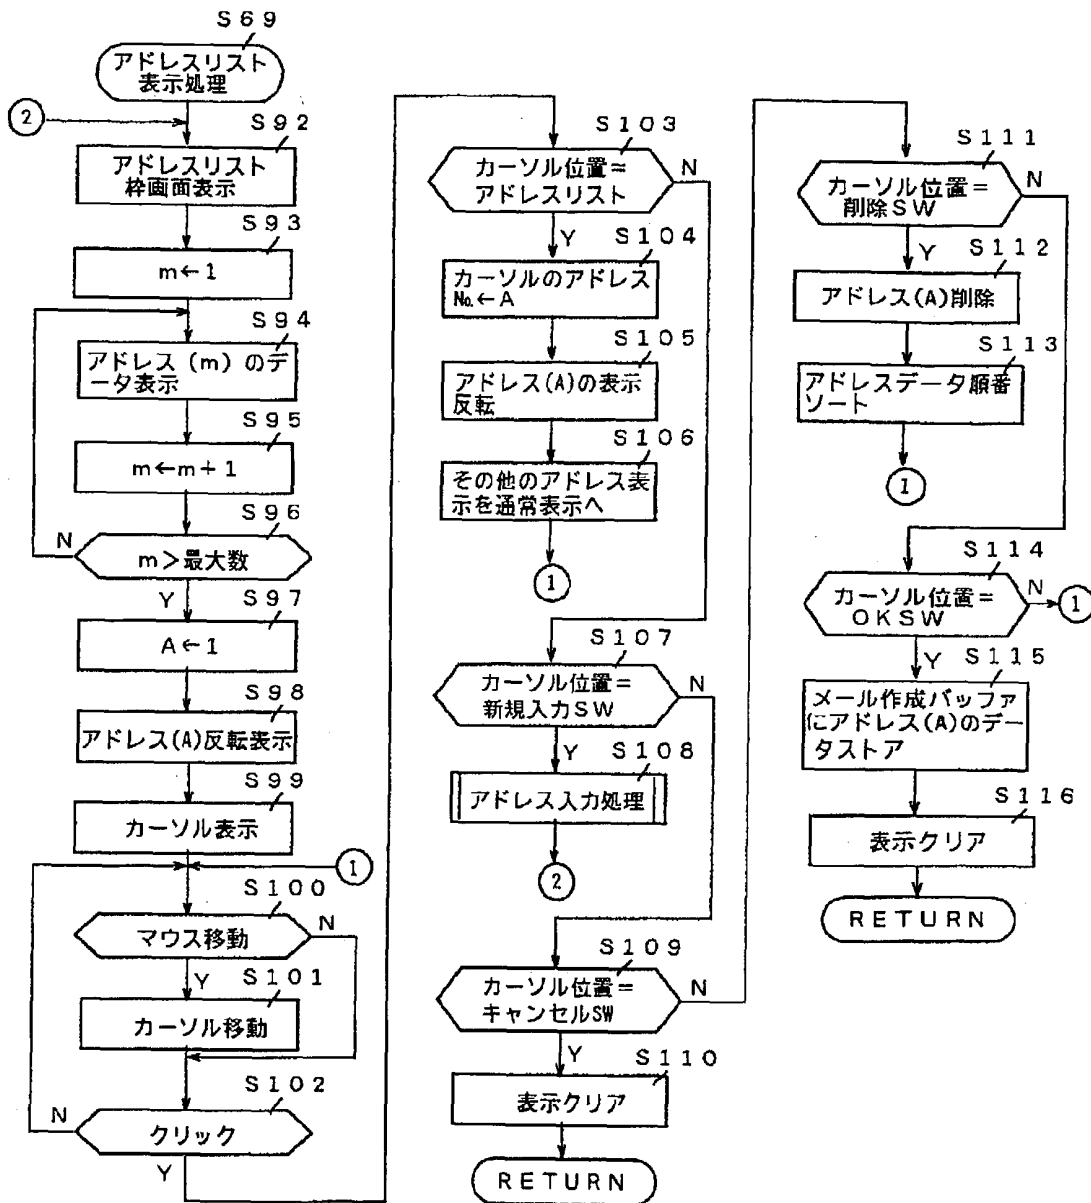 S69
アドレスリスト
表示処理
②
S92
アドレスリスト
枠画面表示
S93
m←1
S94
アドレス(m)のデ
ータ表示
S95
m←m+1
S96
N
m>最大数
Y
S97
A←1
S98
アドレス(A)反転表示
S99
カーソル表示
①
S100
N
マウス移動
Y
S101
カーソル移動
S102
N
クリック
Y
S103
カーソル位置=
アドレスリスト
N
Y
S104
カーソルのアドレス
No.←A
S105
アドレス(A)の表示
反転
S106
その他のアドレス表
示を通常表示へ
①
S107
カーソル位置=
新規入力SW
N
Y
S108
アドレス入力処理
②
S109
カーソル位置=
キャンセルSW
N
Y
S110
表示クリア
RETURN
S111
カーソル位置=
削除SW
N
Y
S112
アドレス(A)削除
S113
アドレスデータ順番
ソート
①
S114
カーソル位置=
OKSW
N
①
Y
S115
メール作成バッファ
にアドレス(A)のデー
タストア
S116
表示クリア
RETURN